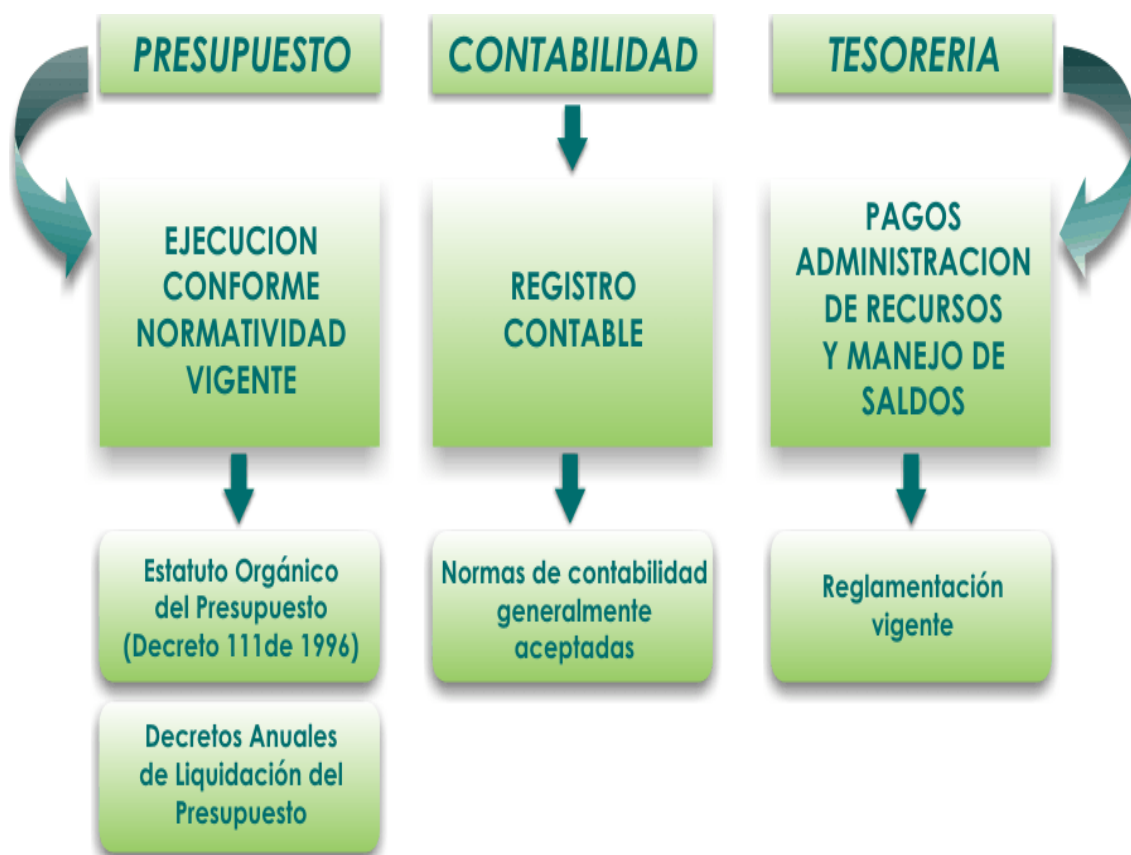 PRESUPUESTO
CONTABILIDAD
TESORERIA
EJECUCION
CONFORME
NORMATIVIDAD
VIGENTE
REGISTRO
CONTABLE
PAGOS
ADMINISTRACION
DE RECURSOS
Y MANEJO DE
SALDOS
Estatuto Orgánico
del Presupuesto
(Decreto 111de 1996)
Normas de contabilidad
generalmente
aceptadas
Reglamentación
vigente
Decretos Anuales
de Liquidación del
Presupuesto